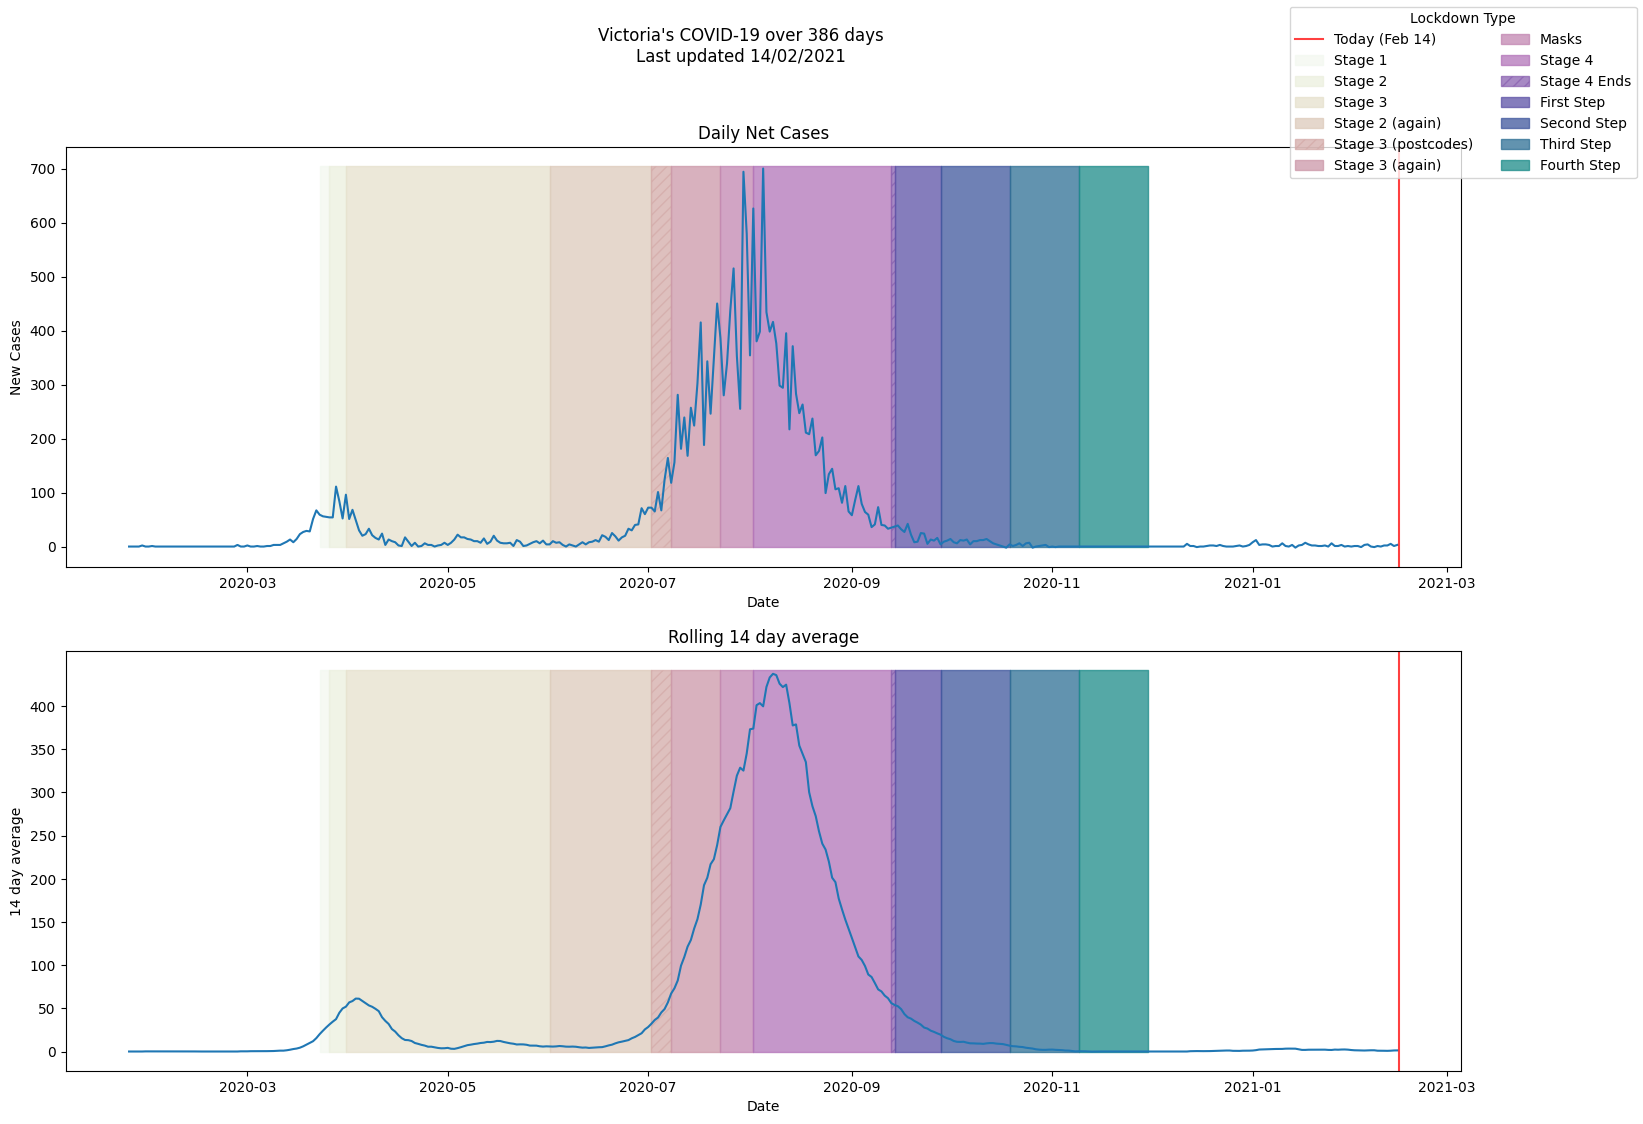 Victoria's COVID-19 over 386 days
Last updated 14/02/2021
Lockdown Type
Today (Feb 14)
Stage 1
Stage 2
Stage 3
Stage 2 (again)
Stage 3 (postcodes)
Stage 3 (again)
Masks
Stage 4
Stage 4 Ends
First Step
Second Step
Third Step
Fourth Step
Daily Net Cases
New Cases
700
600
500
400
300
200
100
0
2020-03
2020-05
2020-07
2020-09
2020-11
2021-01
2021-03
Date
Rolling 14 day average
14 day average
400
350
300
250
200
150
100
50
0
2020-03
2020-05
2020-07
2020-09
2020-11
2021-01
2021-03
Date